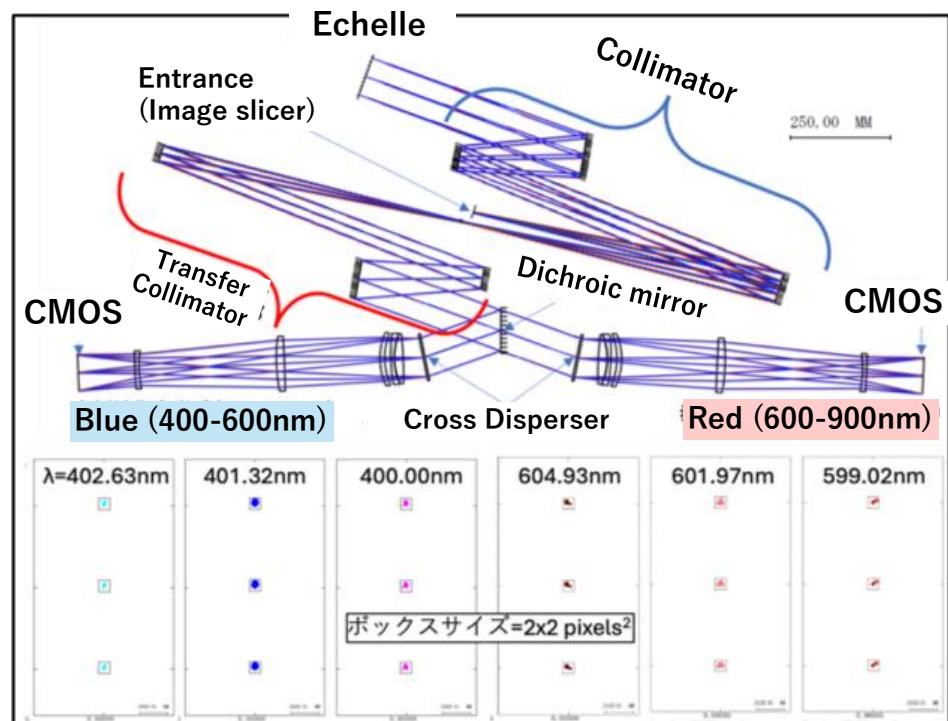 Echelle
Collimator
Entrance
(Image slicer)
250.00 MM
Transfer
Collimator
Dichroic mirror
CMOS
CMOS
Blue (400-600nm)
Cross Disperser
Red (600-900nm)
λ=402.63nm
401.32nm
400.00nm
604.93nm
601.97nm
599.02nm
ボックスサイズ=2x2 pixels²